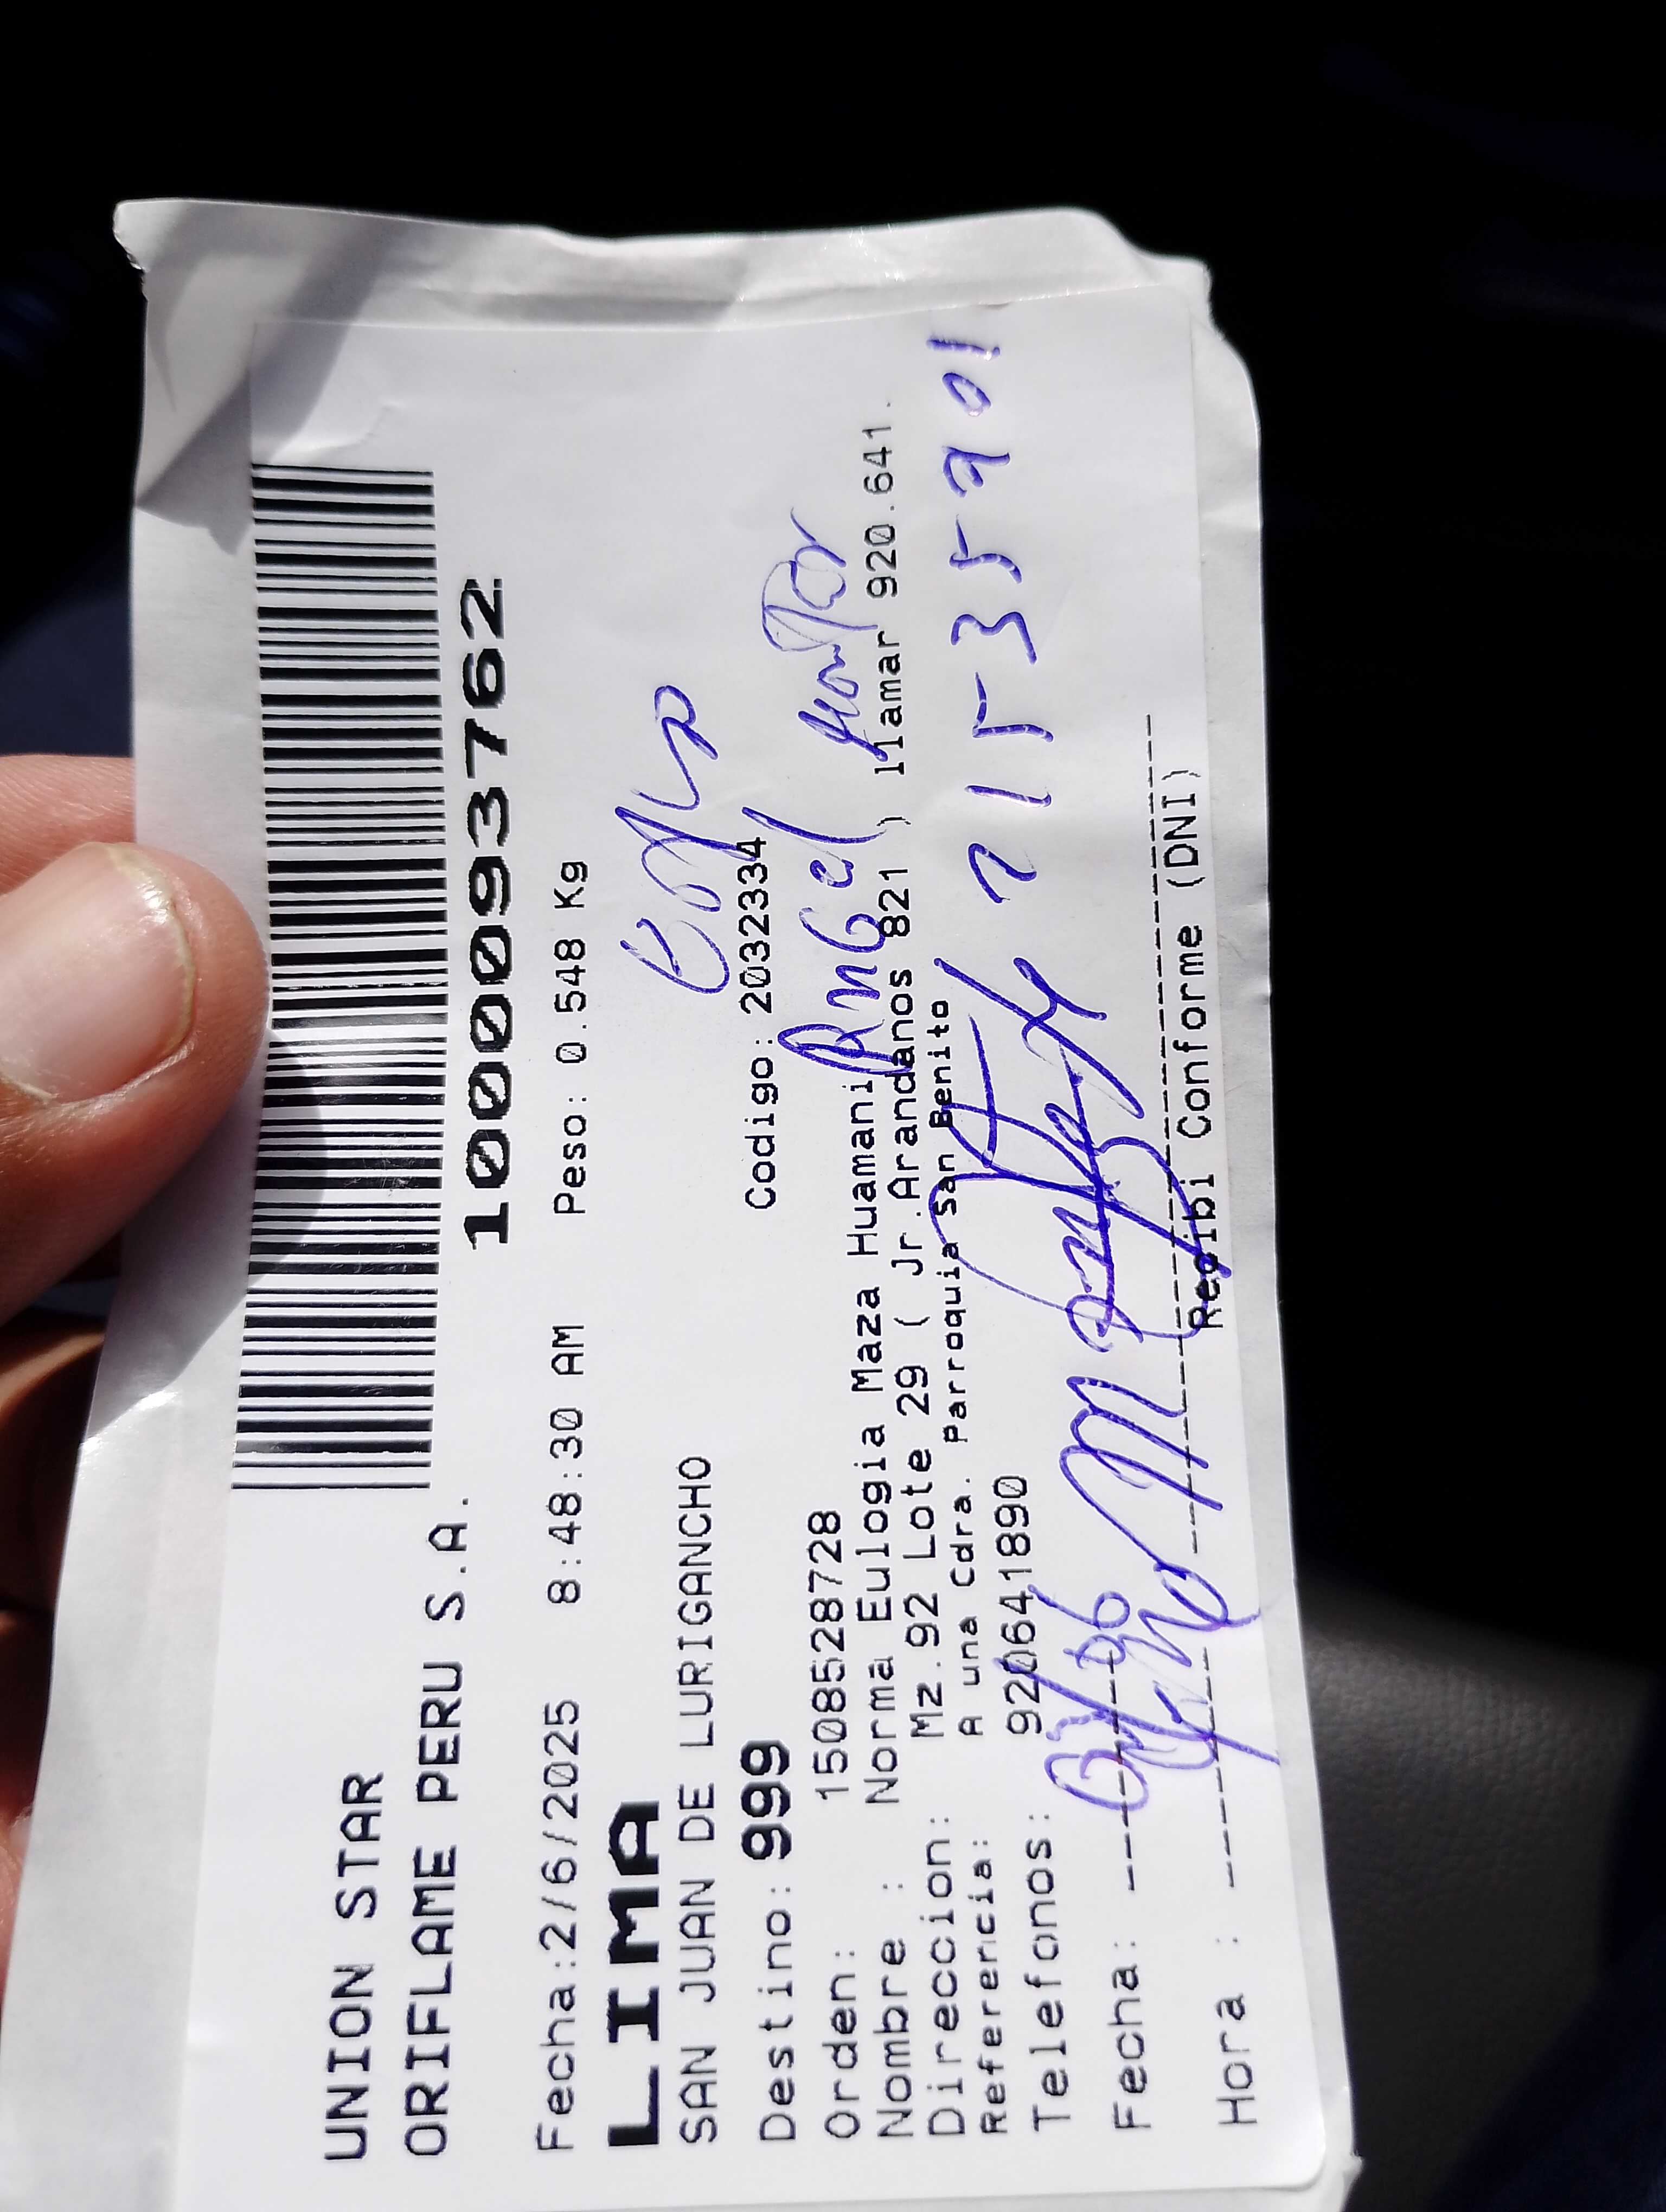 UNION STAR
ORIFLAME PERU S.A.
1000093762
Fecha:2/6/2025 8:48:30 AM Peso: 0.548 Kg
LIMA
SAN JUAN DE LURIGANCHO
Destino: 999 Codigo: 2032334
Orden: 1508528728
Nombre : Norma Eulogia Maza Huamani
Direccion: Mz.92 Lote 29 ( Jr.Arandanos 821 ) llamar 920.641.
Referencia: A una Cdra. Parroquia San Benito
Telefonos: 920641890
Fecha:
Hora :
Recibi Conforme (DNI)